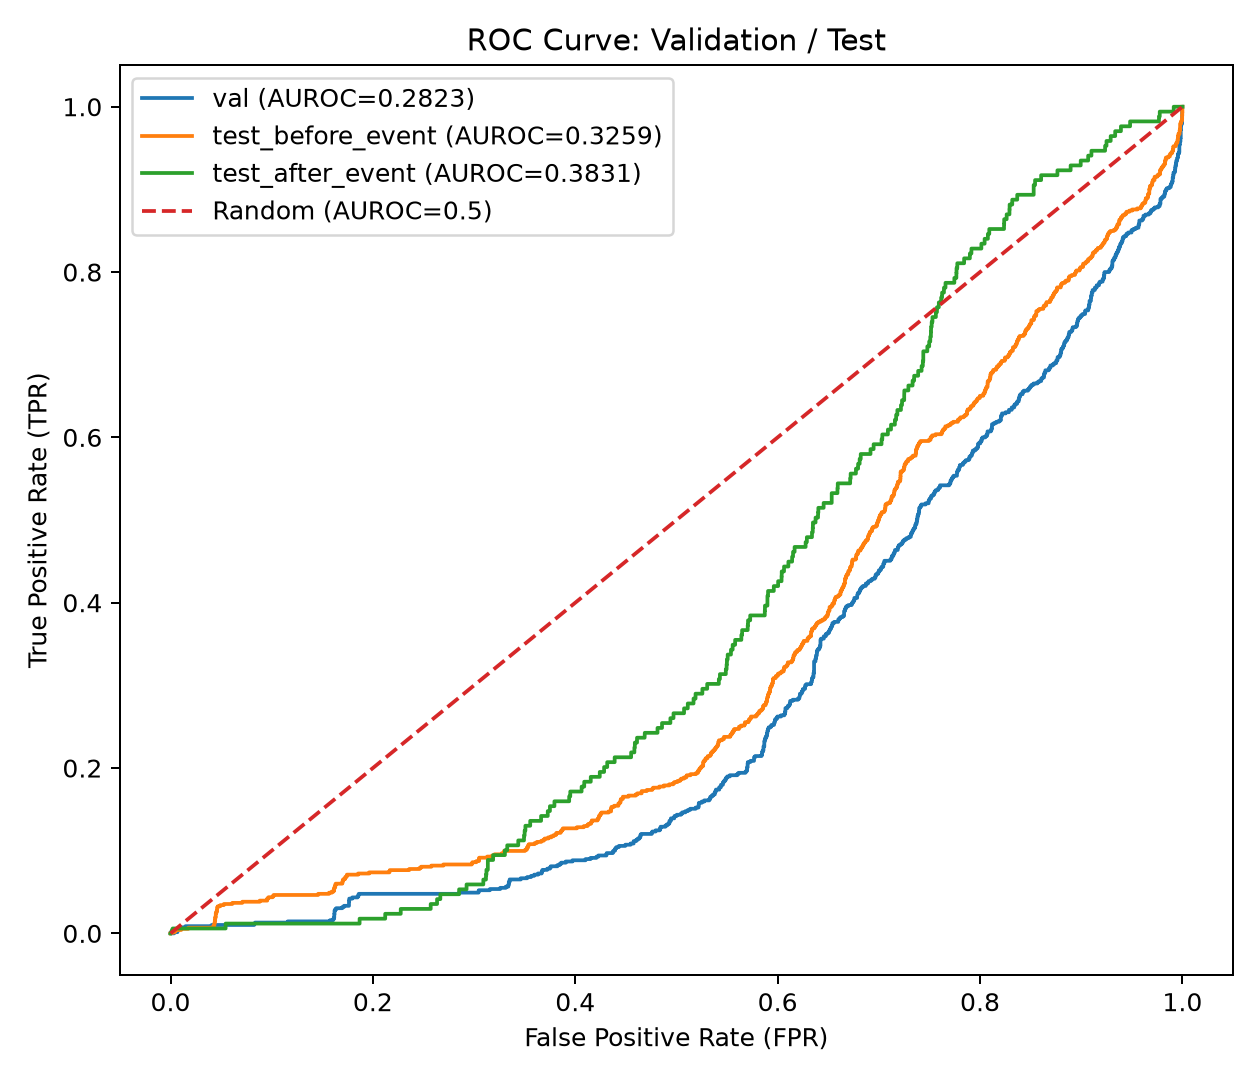 ROC Curve: Validation / Test
val (AUROC=0.2823)
test_before_event (AUROC=0.3259)
test_after_event (AUROC=0.3831)
Random (AUROC=0.5)
1.0
0.8
0.6
0.4
0.2
0.0
True Positive Rate (TPR)
0.0 0.2 0.4 0.6 0.8 1.0
False Positive Rate (FPR)